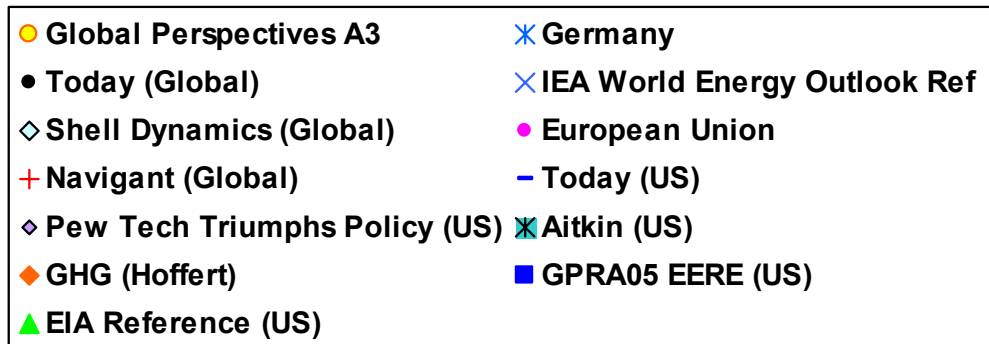 Global Perspectives A3
Today (Global)
Shell Dynamics (Global)
Navigant (Global)
Pew Tech Triumphs Policy (US)
GHG (Hoffert)
EIA Reference (US)
Germany
IEA World Energy Outlook Ref
European Union
Today (US)
Aitkin (US)
GPRA05 EERE (US)